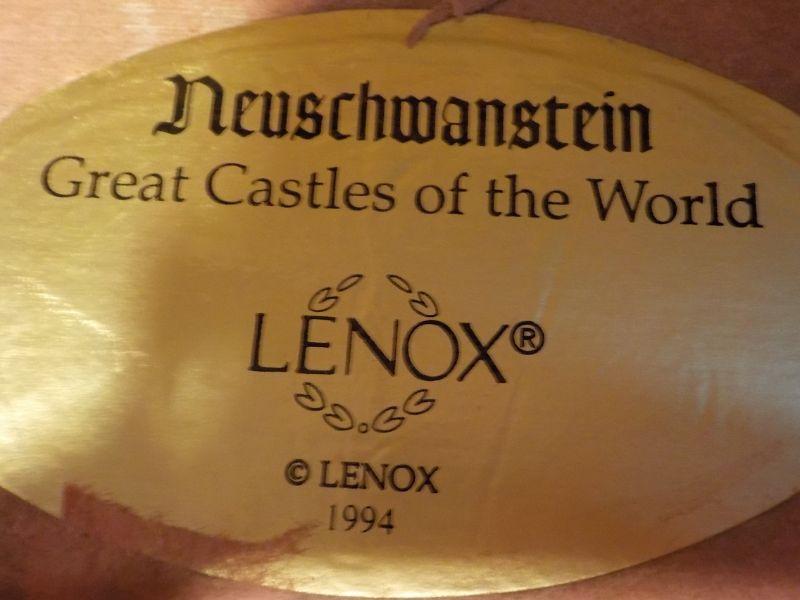 Neuschwanstein
Great Castles of the World
LENOX®
© LENOX
1994